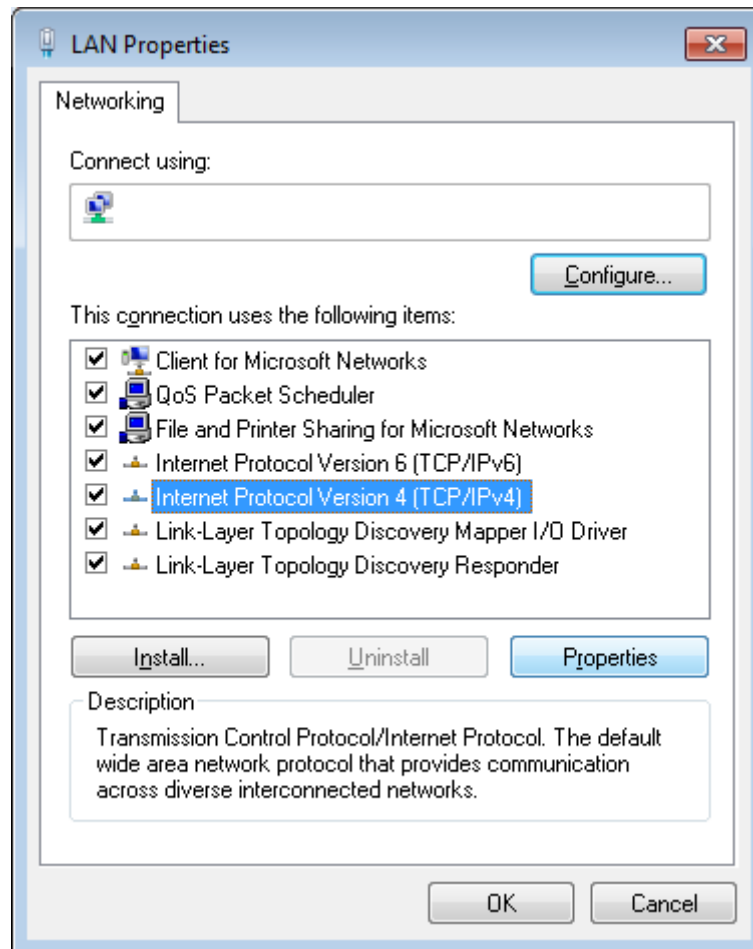 LAN Properties
Networking
Connect using:
Configure...
This connection uses the following items:
Client for Microsoft Networks
QoS Packet Scheduler
File and Printer Sharing for Microsoft Networks
Internet Protocol Version 6 (TCP/IPv6)
Internet Protocol Version 4 (TCP/IPv4)
Link-Layer Topology Discovery Mapper I/O Driver
Link-Layer Topology Discovery Responder
Install... Uninstall Properties
Description
Transmission Control Protocol/Internet Protocol. The default
wide area network protocol that provides communication
across diverse interconnected networks.
OK Cancel